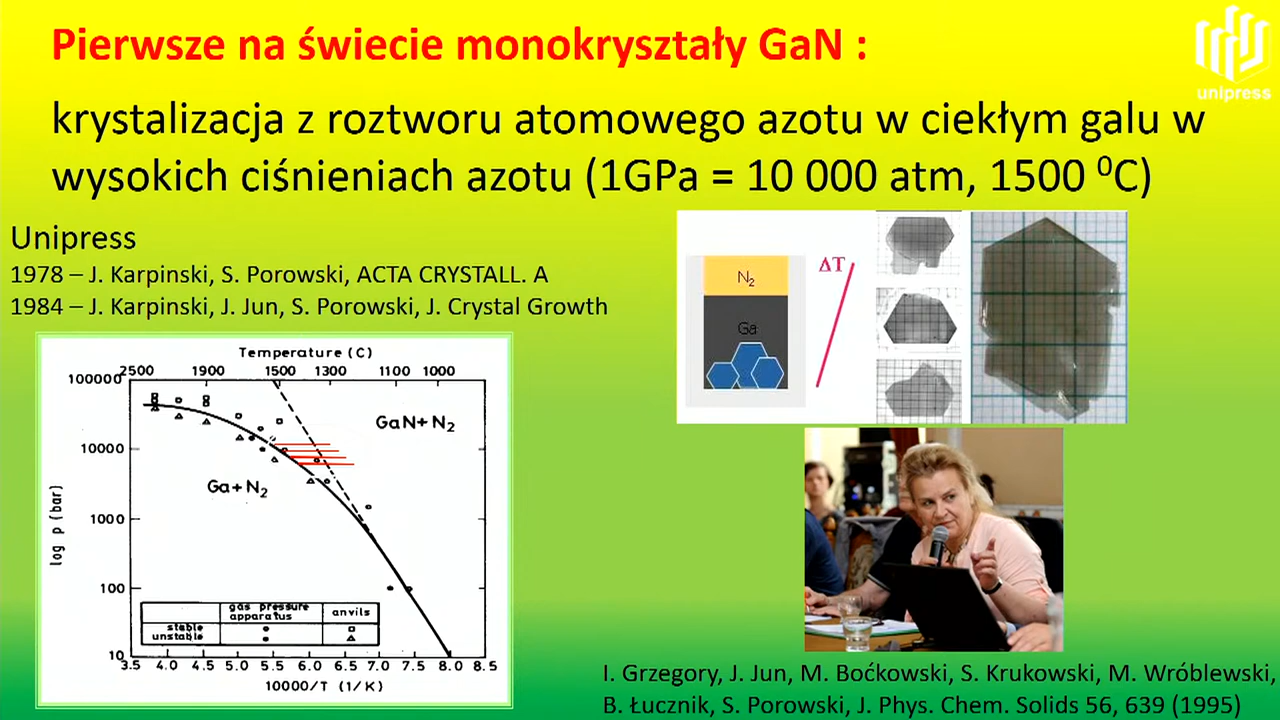 Pierwsze na świecie monokryształy GaN :
unipress
krystalizacja z roztworu atomowego azotu w ciekłym galu w
wysokich ciśnieniach azotu (1GPa = 10 000 atm, 1500 ⁰C)
Unipress
1978 – J. Karpinski, S. Porowski, ACTA CRYSTALL. A
1984 – J. Karpinski, J. Jun, S. Porowski, J. Crystal Growth
N₂
Ga
ΔT
Temperature (C)
2500 1900 1500 1300 1100 1000
100000
10000
1000
100
10
log p (bar)
GaN+N₂
Ga+N₂
gas pressure apparatus
anvils
stable
unstable
3.5 4.0 4.5 5.0 5.5 6.0 6.5 7.0 7.5 8.0 8.5
10000/T (1/K)
I. Grzegory, J. Jun, M. Boćkowski, S. Krukowski, M. Wróblewski,
B. Łucznik, S. Porowski, J. Phys. Chem. Solids 56, 639 (1995)